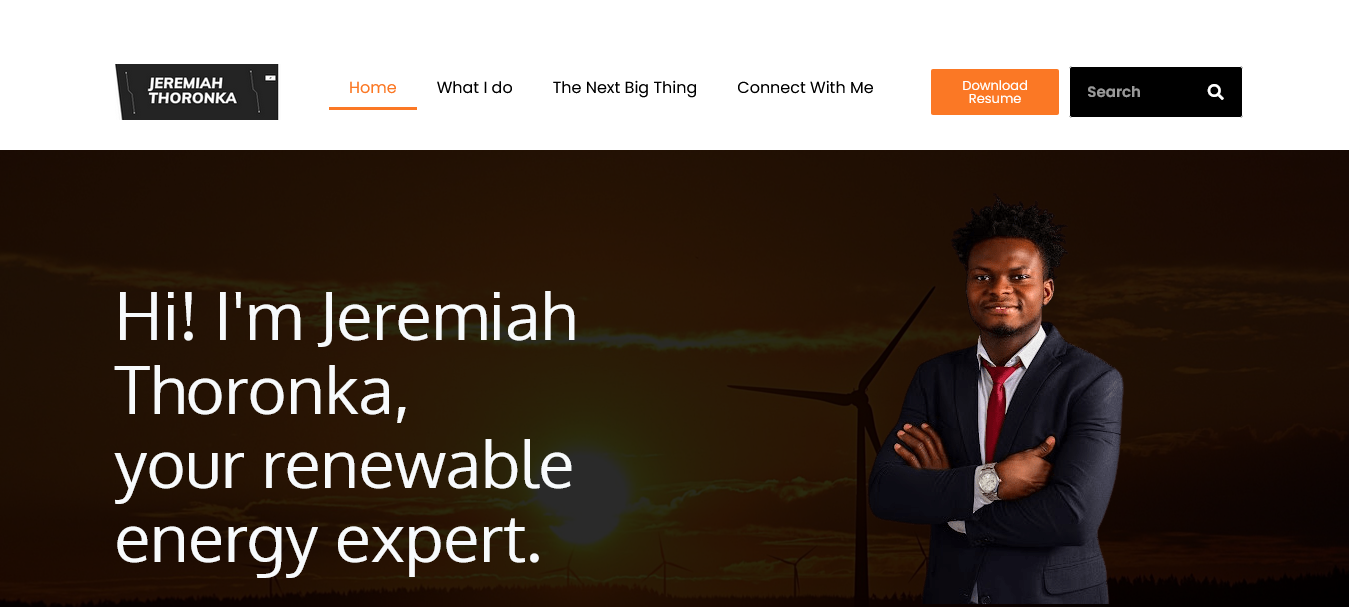 JEREMIAH
THORONKA
Home
What I do
The Next Big Thing
Connect With Me
Download
Resume
Search
Hi! I'm Jeremiah
Thoronka,
your renewable
energy expert.